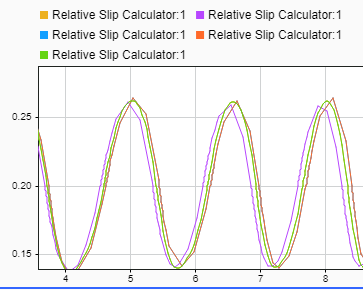 Relative Slip Calculator:1 Relative Slip Calculator:1
Relative Slip Calculator:1 Relative Slip Calculator:1
Relative Slip Calculator:1
0.25
0.20
0.15
4 5 6 7 8